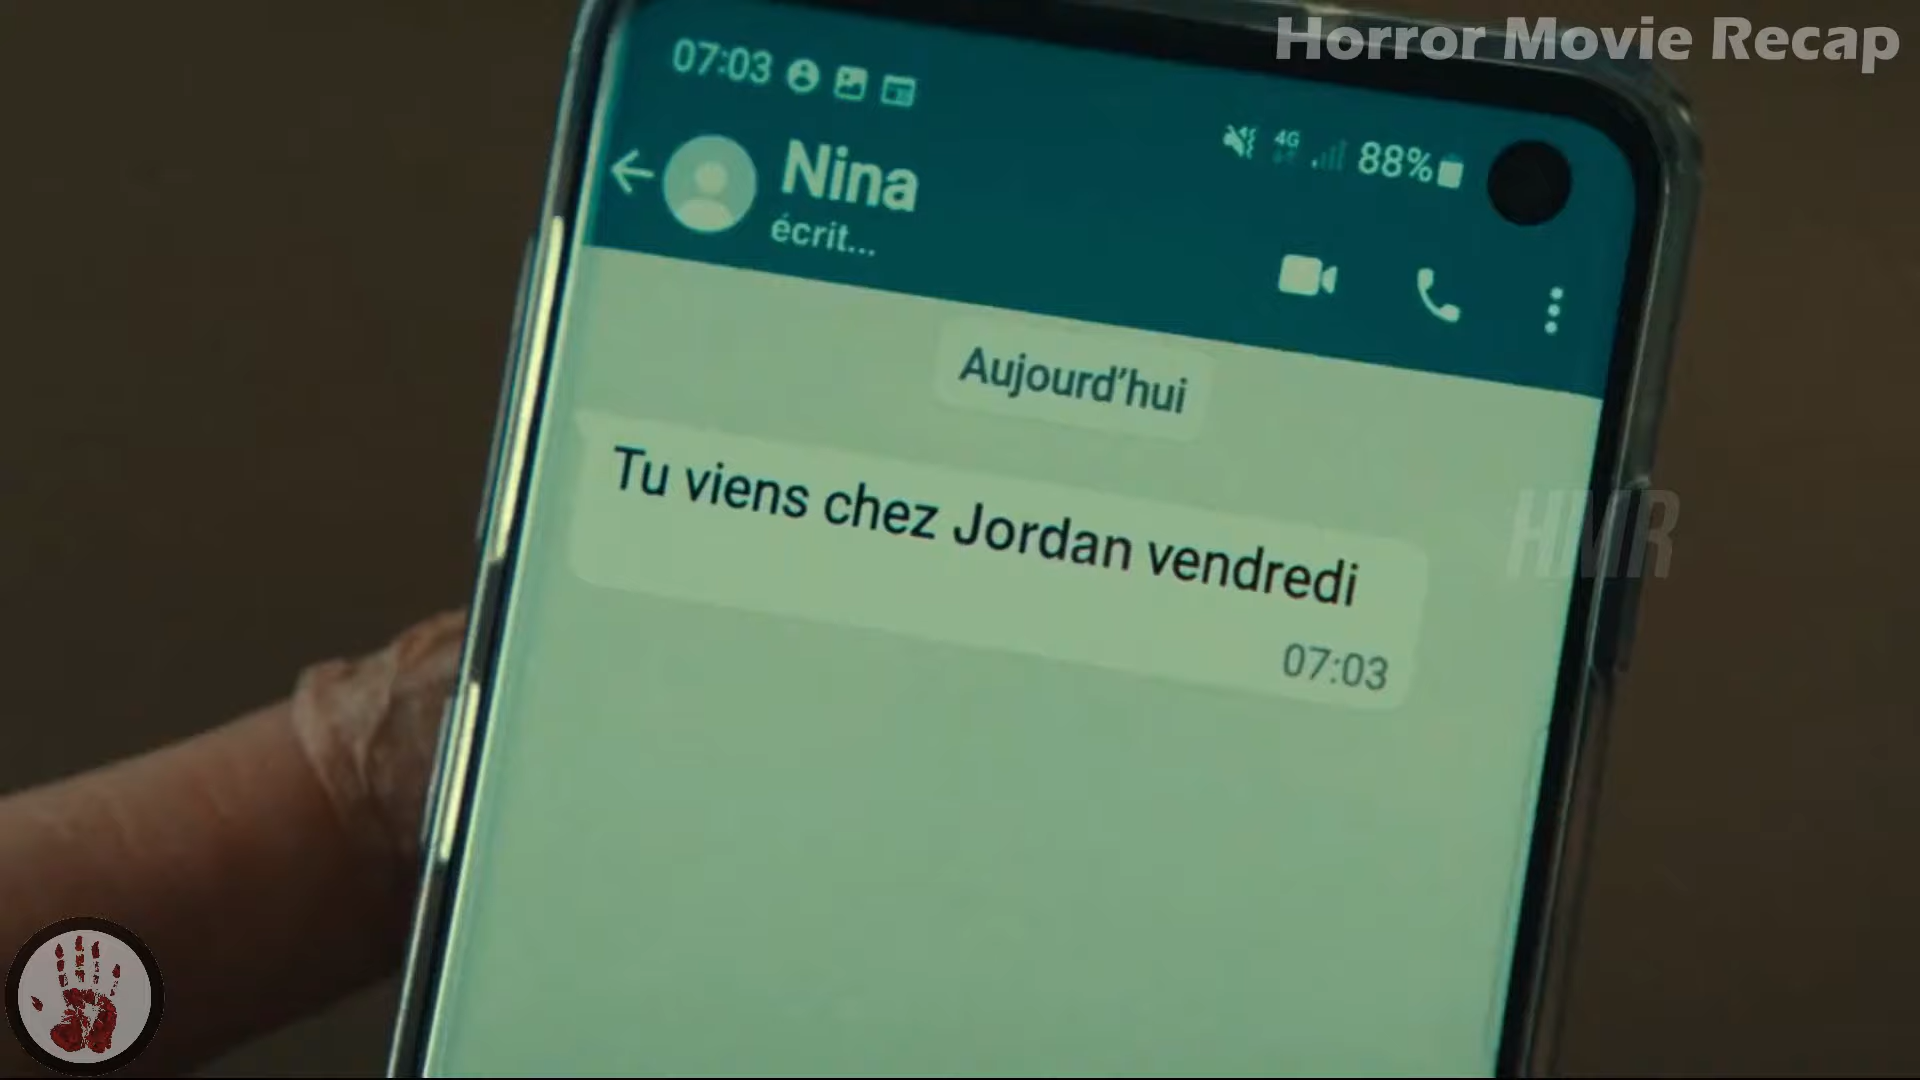 Horror Movie Recap
07:03
4G 88%
Nina
écrit...
Aujourd'hui
Tu viens chez Jordan vendredi
07:03
HMR